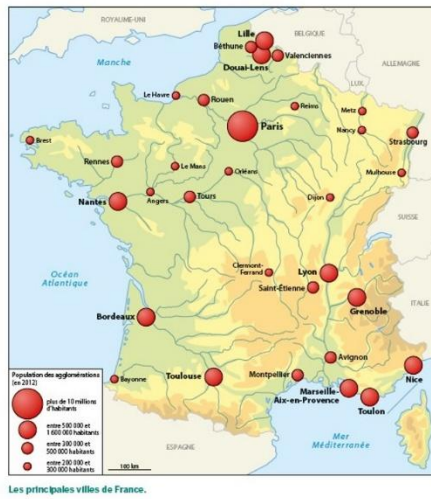 ROYAUME-UNI
BELGIQUE
ALLEMAGNE
LUX.
Manche
Lille
Béthune
Valenciennes
Douai-Lens
Le Havre
Rouen
Reims
Metz
Paris
Nancy
Strasbourg
Brest
Rennes
Le Mans
Orléans
Mulhouse
Nantes
Angers
Tours
Dijon
SUISSE
Océan
Atlantique
Clermont-
Ferrand
Lyon
Saint-Étienne
Grenoble
ITALIE
Bordeaux
Avignon
Bayonne
Toulouse
Montpellier
Marseille-
Aix-en-Provence
Nice
Toulon
ESPAGNE
Mer
Méditerranée
100 km
Population des agglomérations
(en 2012)
plus de 10 millions
d'habitants
entre 500 000 et
1 600 000 habitants
entre 300 000 et
500 000 habitants
entre 200 000 et
300 000 habitants
Les principales villes de France.